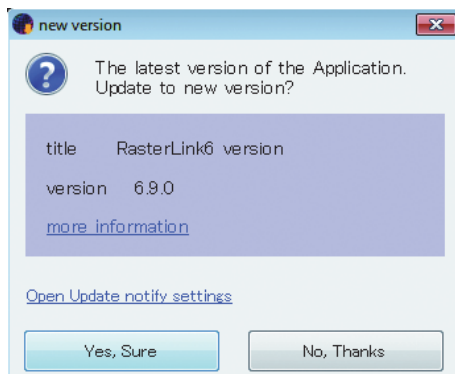 new version
The latest version of the Application.
Update to new version?
title RasterLink6 version
version 6.9.0
more information
Open Update notify settings
Yes, Sure
No, Thanks